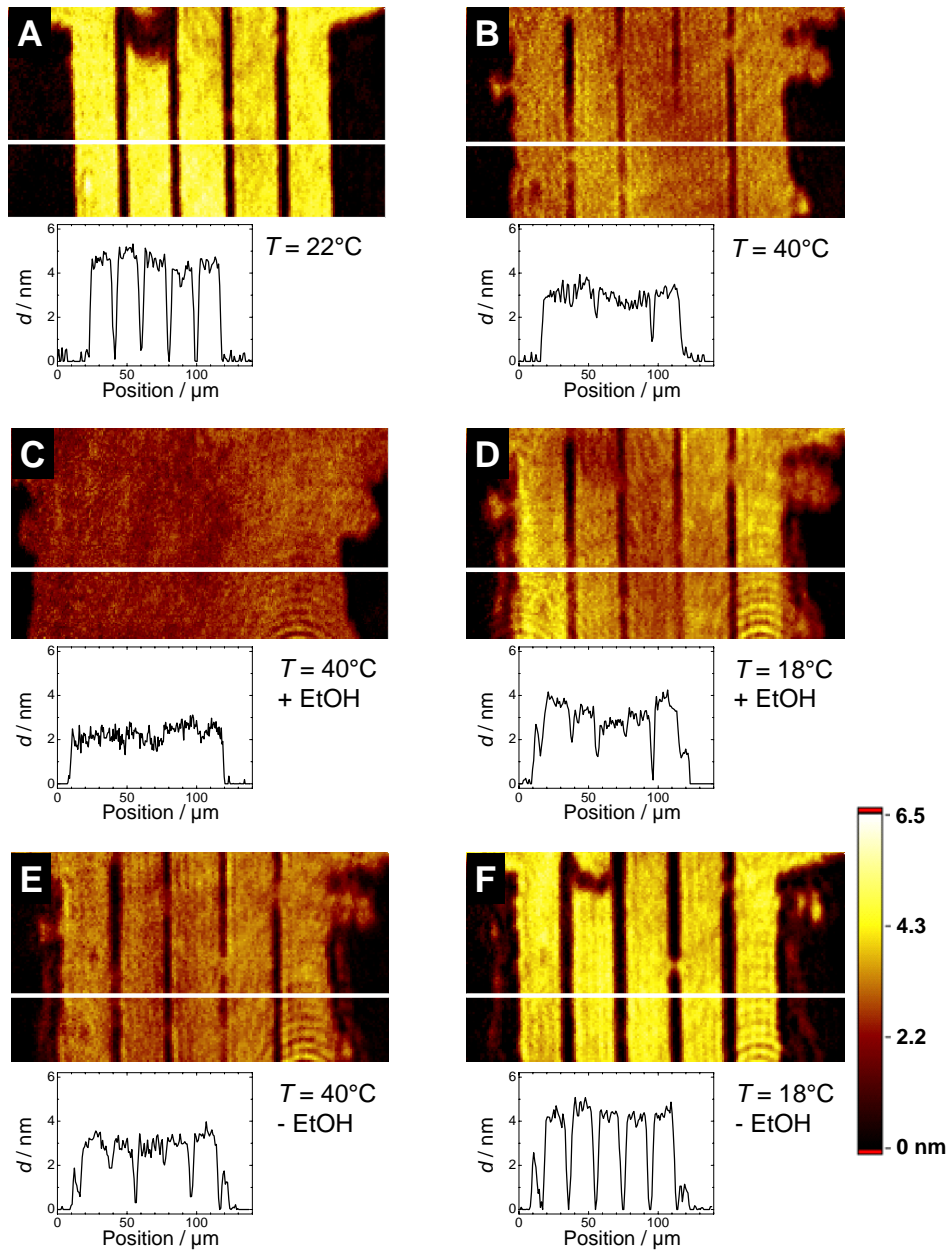 A
6
4
2
0
d / nm
0 50 100
Position / µm
T = 22°C
B
6
4
2
0
d / nm
0 50 100
Position / µm
T = 40°C
C
6
4
2
0
d / nm
0 50 100
Position / µm
T = 40°C
+ EtOH
D
6
4
2
0
d / nm
0 50 100
Position / µm
T = 18°C
+ EtOH
E
6
4
2
0
d / nm
0 50 100
Position / µm
T = 40°C
- EtOH
F
6
4
2
0
d / nm
0 50 100
Position / µm
T = 18°C
- EtOH
6.5
4.3
2.2
0 nm